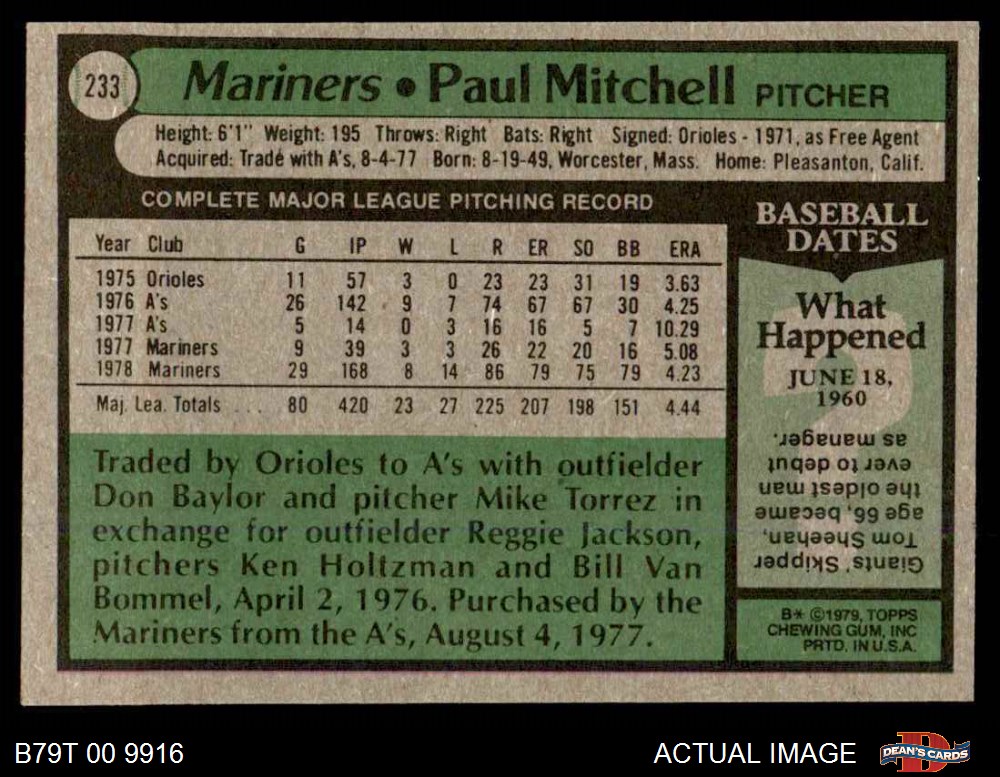 233
Mariners • Paul Mitchell PITCHER
Height: 6'1" Weight: 195 Throws: Right Bats: Right Signed: Orioles - 1971, as Free Agent
Acquired: Trade with A's, 8-4-77 Born: 8-19-49, Worcester, Mass. Home: Pleasanton, Calif.
COMPLETE MAJOR LEAGUE PITCHING RECORD
Year Club G IP W L R ER SO BB ERA
1975 Orioles 11 57 3 0 23 23 31 19 3.63
1976 A's 26 142 9 7 74 67 67 30 4.25
1977 A's 5 14 0 3 16 16 5 7 10.29
1977 Mariners 9 39 3 3 26 22 20 16 5.08
1978 Mariners 29 168 8 14 86 79 75 79 4.23
Maj. Lea. Totals ... 80 420 23 27 225 207 198 151 4.44
Traded by Orioles to A's with outfielder
Don Baylor and pitcher Mike Torrez in
exchange for outfielder Reggie Jackson,
pitchers Ken Holtzman and Bill Van
Bommel, April 2, 1976. Purchased by the
Mariners from the A's, August 4, 1977.
BASEBALL
DATES
What
Happened
JUNE 18,
1960
Giants' Skipper
Tom Sheehan,
age 66, became
the oldest man
ever to debut
as manager.
B* ©1979, TOPPS
CHEWING GUM, INC
PRTD. IN U.S.A.
B79T 00 9916
ACTUAL IMAGE
DEAN'S CARDS